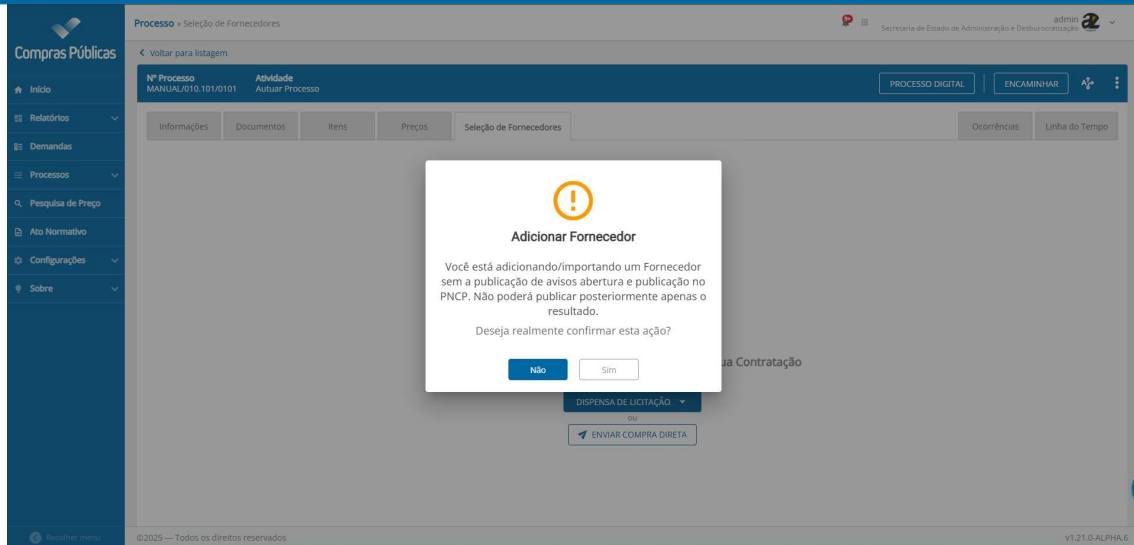 Compras Públicas
Início
Relatórios
Demandas
Processos
Pesquisa de Preço
Ato Normativo
Configurações
Sobre
Recolher menu
Processo » Seleção de Fornecedores
admin
Secretaria de Estado de Administração e Desburocratização
Voltar para listagem
Nº Processo
MANUAL/010.101/0101
Atividade
Autuar Processo
PROCESSO DIGITAL
ENCAMINHAR
Informações
Documentos
Itens
Preços
Seleção de Fornecedores
Ocorrências
Linha do Tempo
Adicionar Fornecedor
Você está adicionando/importando um Fornecedor
sem a publicação de avisos abertura e publicação no
PNCP. Não poderá publicar posteriormente apenas o
resultado.
Deseja realmente confirmar esta ação?
Não
Sim
ua Contratação
DISPENSA DE LICITAÇÃO
ou
ENVIAR COMPRA DIRETA
©2025 — Todos os direitos reservados
v1.21.0-ALPHA.6